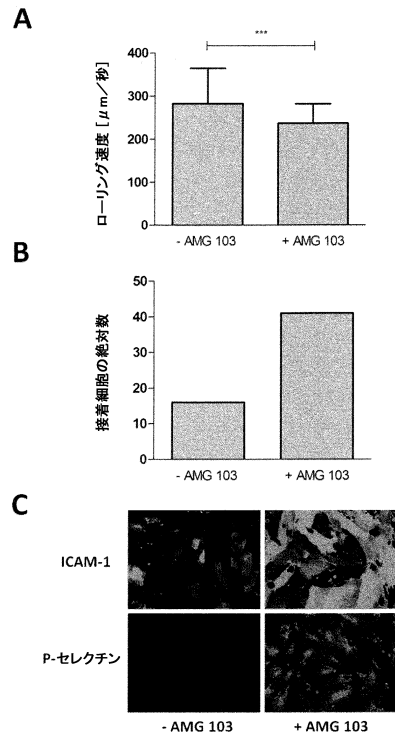 A
400
***
300
200
100
0
ローリング速度 [μm/秒]
- AMG 103
+ AMG 103
B
50
40
30
20
10
0
接着細胞の絶対数
- AMG 103
+ AMG 103
C
ICAM-1
P-セレクチン
- AMG 103
+ AMG 103